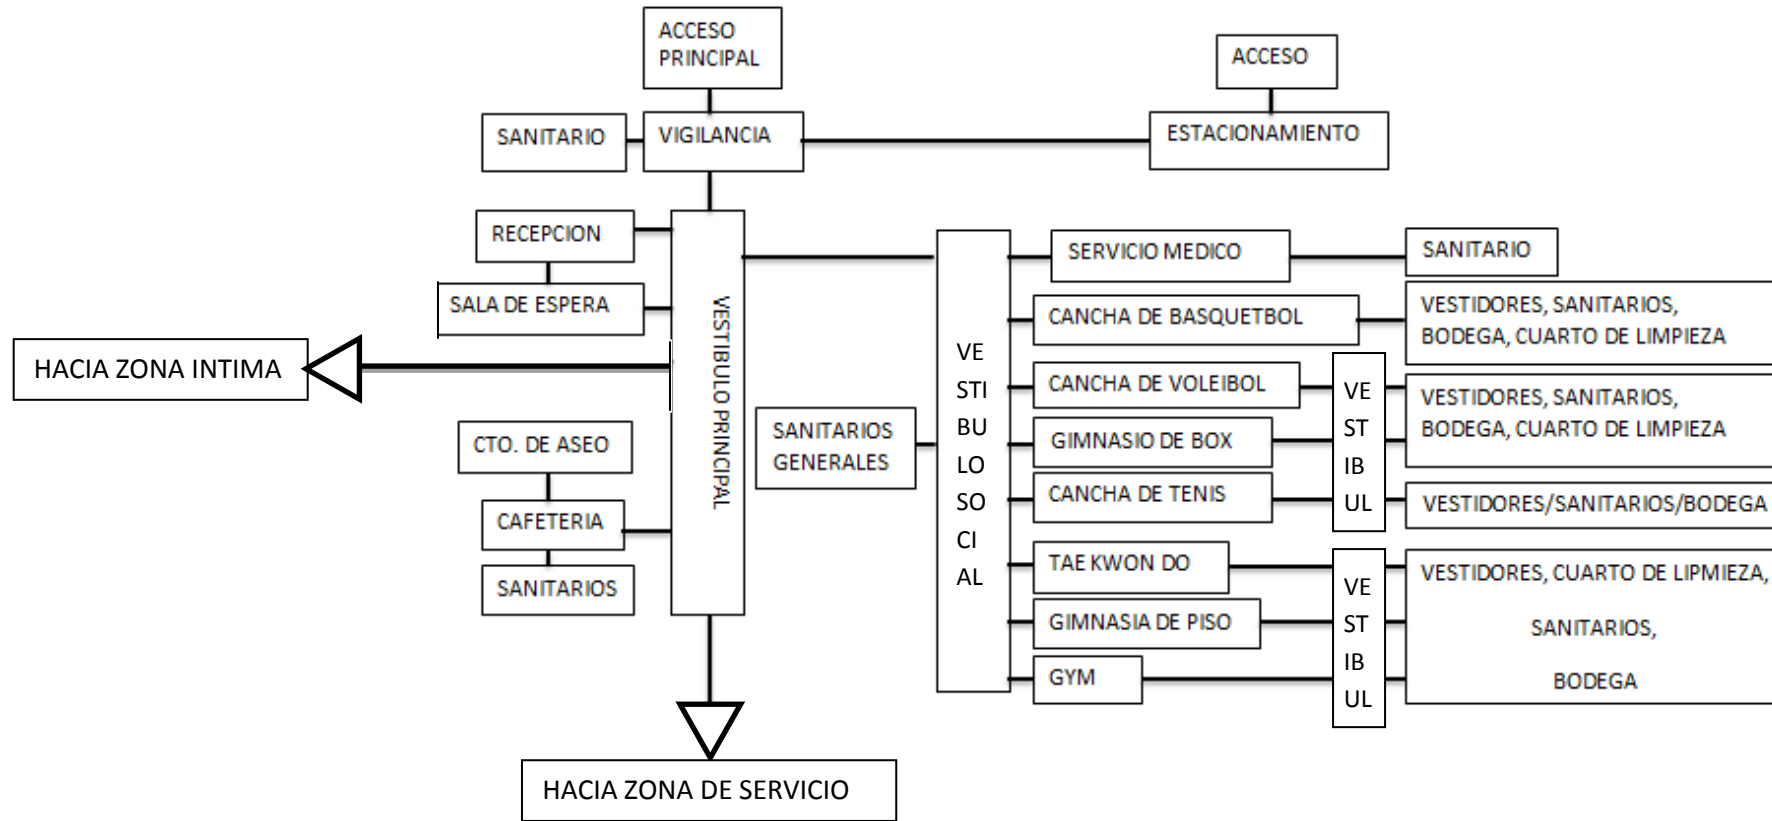 ACCESO
PRINCIPAL
ACCESO
SANITARIO
VIGILANCIA
ESTACIONAMIENTO
RECEPCION
SALA DE ESPERA
HACIA ZONA INTIMA
CTO. DE ASEO
CAFETERIA
SANITARIOS
VESTIBULO PRINCIPAL
HACIA ZONA DE SERVICIO
SANITARIOS
GENERALES
VE
STI
BU
LO
SO
CI
AL
SERVICIO MEDICO
SANITARIO
CANCHA DE BASQUETBOL
VESTIDORES, SANITARIOS,
BODEGA, CUARTO DE LIMPIEZA
CANCHA DE VOLEIBOL
GIMNASIO DE BOX
CANCHA DE TENIS
VE
ST
IB
UL
VESTIDORES, SANITARIOS,
BODEGA, CUARTO DE LIMPIEZA
VESTIDORES/SANITARIOS/BODEGA
TAE KWON DO
GIMNASIA DE PISO
GYM
VE
ST
IB
UL
VESTIDORES, CUARTO DE LIPMIEZA,
SANITARIOS,
BODEGA